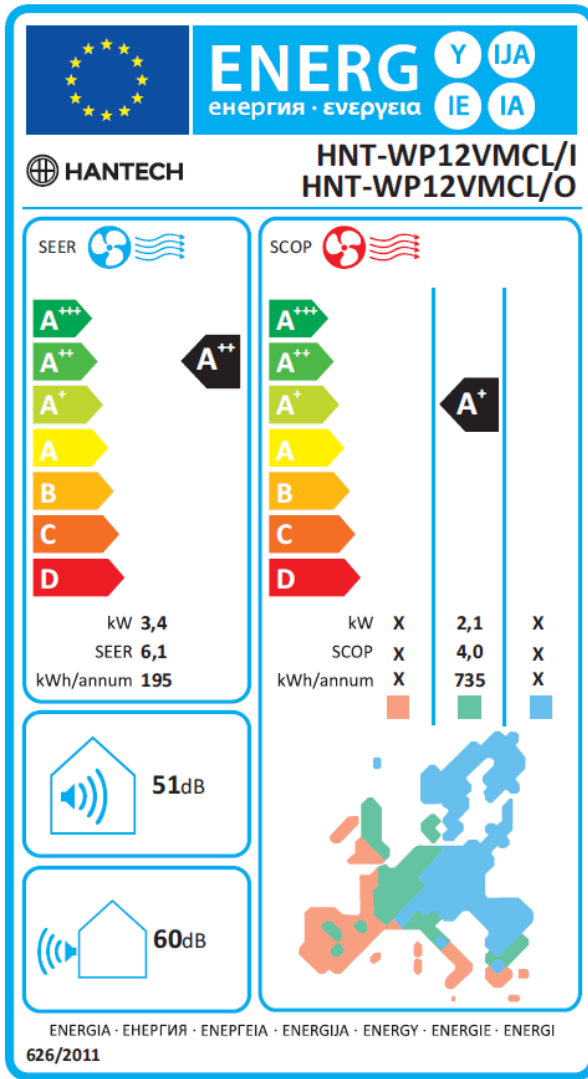 ENERG Y IJA
енергия · ενεργεια IE IA
HANTECH
HNT-WP12VMCL/I
HNT-WP12VMCL/O
SEER
A+++
A++
A+
A
B
C
D
A++
kW 3,4
SEER 6,1
kWh/annum 195
SCOP
A+++
A++
A+
A
B
C
D
A+
kW X 2,1 X
SCOP X 4,0 X
kWh/annum X 735 X
51dB
60dB
ENERGIA · ЕНЕРГИЯ · ΕΝΕΡΓΕΙΑ · ENERGIJA · ENERGY · ENERGIE · ENERGI
626/2011